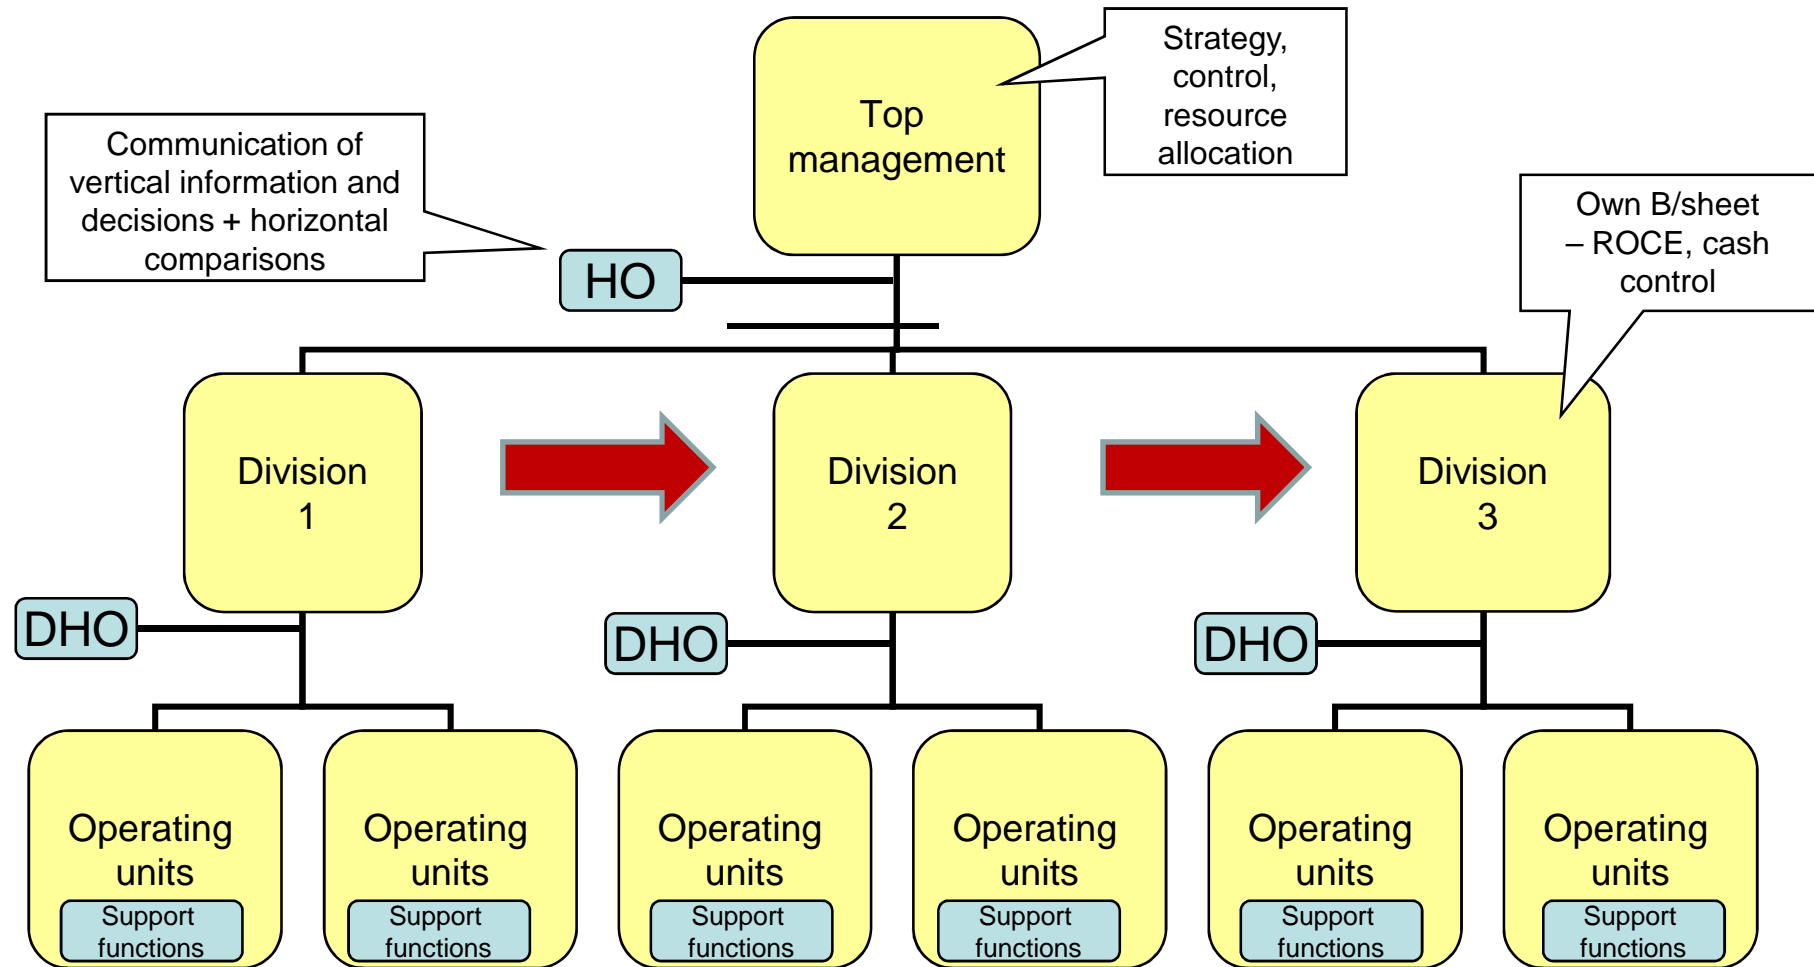 Strategy,
control,
resource
allocation
Top
management
Communication of
vertical information and
decisions + horizontal
comparisons
Own B/sheet
– ROCE, cash
control
HO
Division
1
Division
2
Division
3
DHO
DHO
DHO
Operating
units
Support
functions
Operating
units
Support
functions
Operating
units
Support
functions
Operating
units
Support
functions
Operating
units
Support
functions
Operating
units
Support
functions